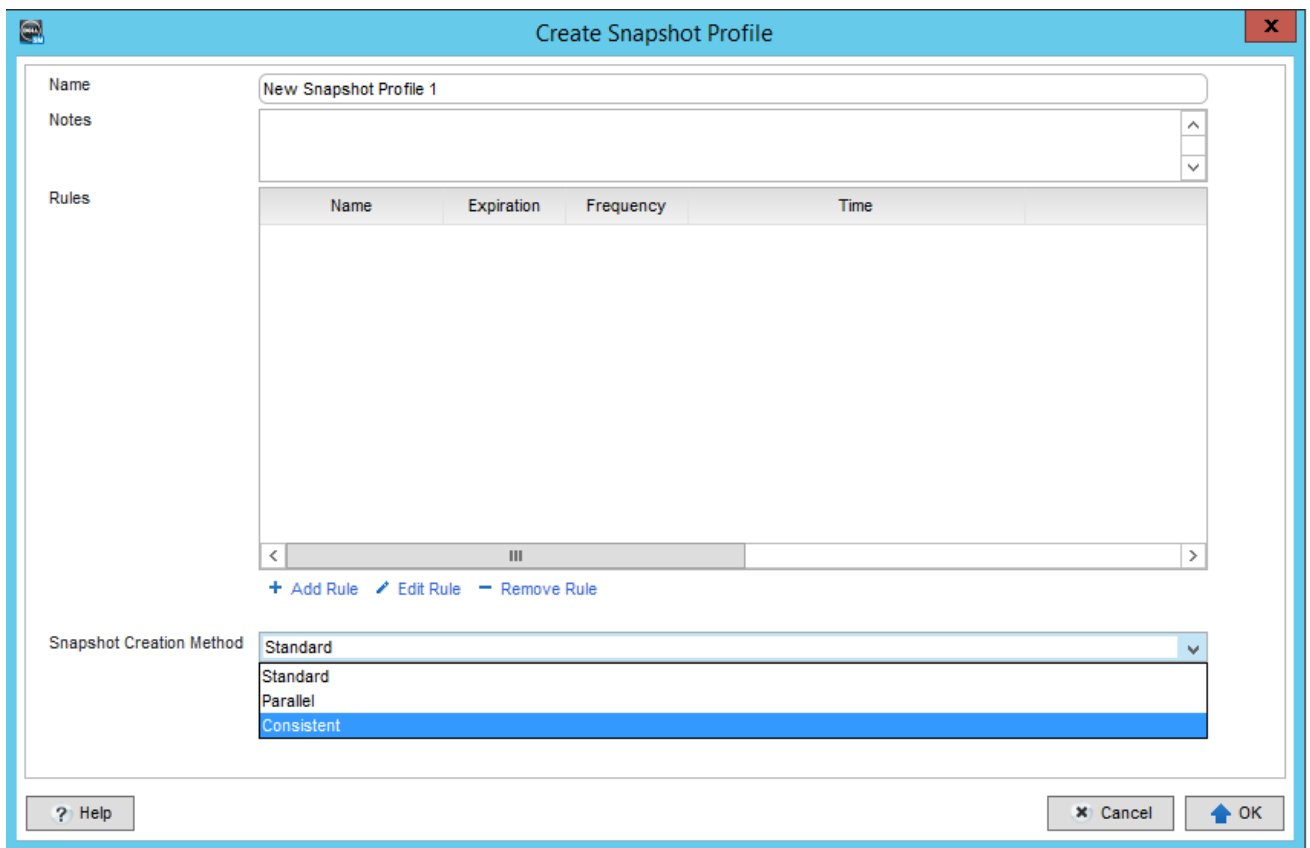 Create Snapshot Profile
X
Name New Snapshot Profile 1
Notes
Rules
Name Expiration Frequency Time
+ Add Rule Edit Rule − Remove Rule
Snapshot Creation Method Standard
Standard
Parallel
Consistent
? Help Cancel OK